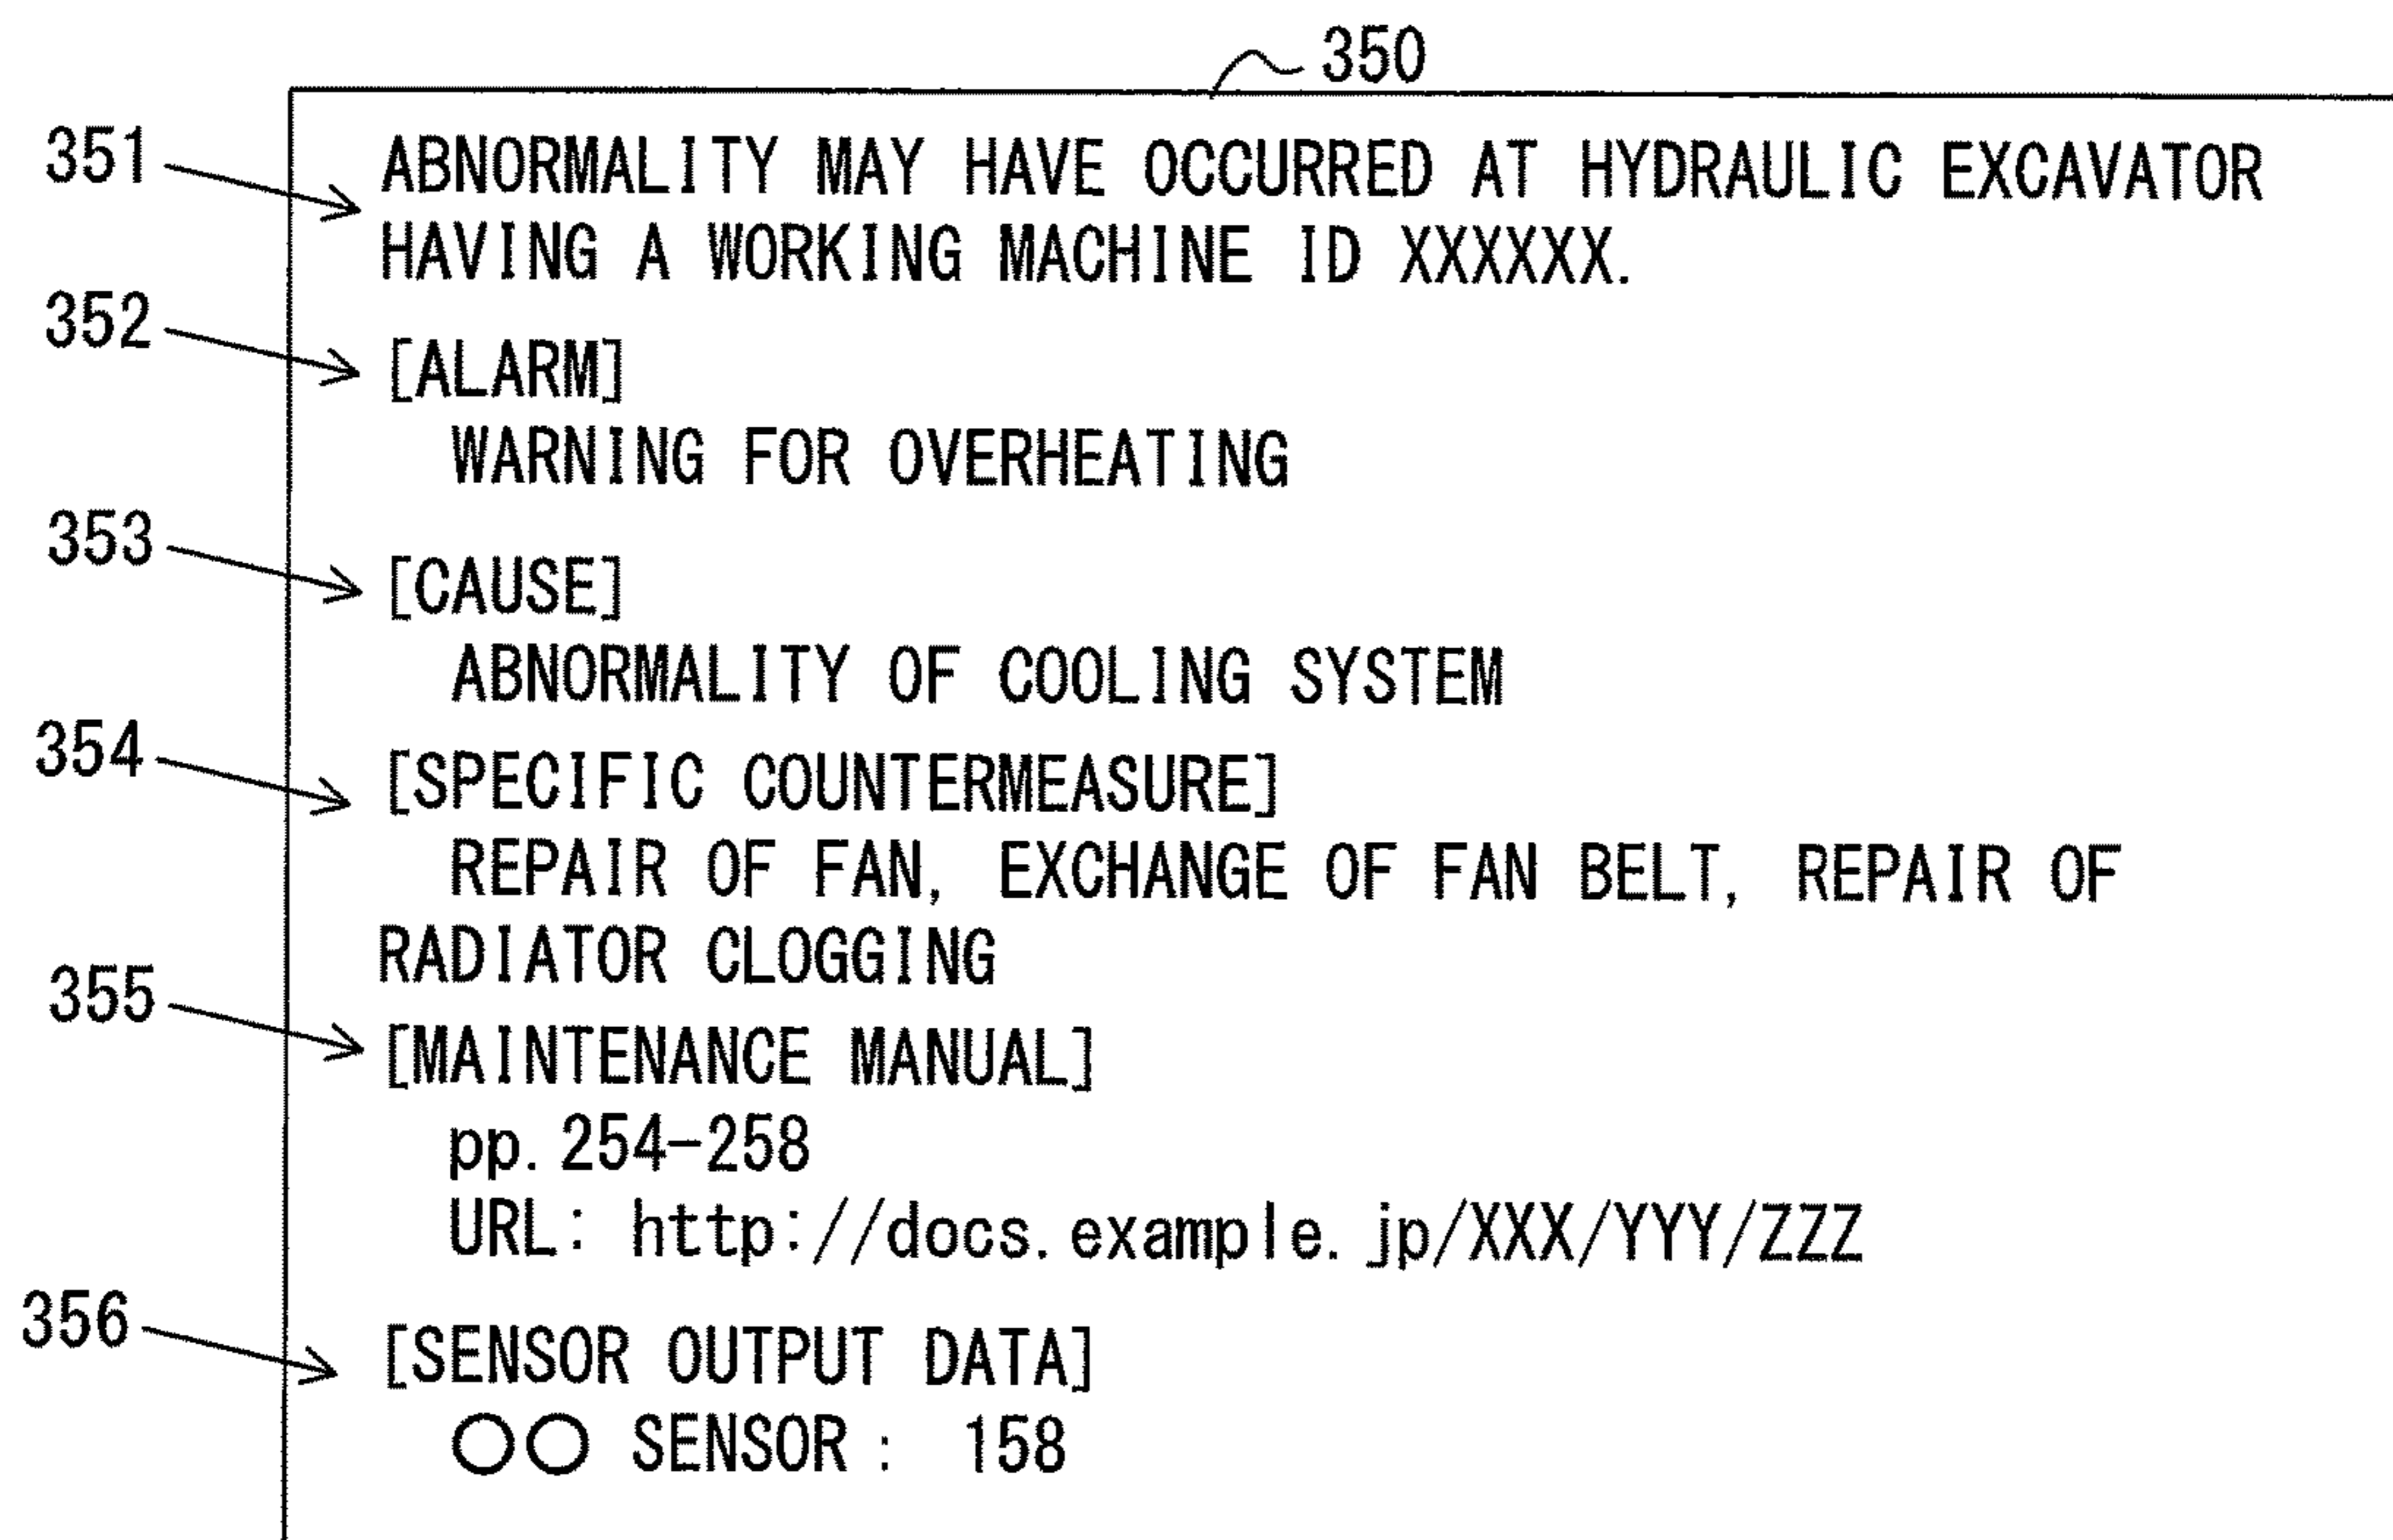 350
351
ABNORMALITY MAY HAVE OCCURRED AT HYDRAULIC EXCAVATOR
HAVING A WORKING MACHINE ID XXXXXX.
352
[ALARM]
WARNING FOR OVERHEATING
353
[CAUSE]
ABNORMALITY OF COOLING SYSTEM
354
[SPECIFIC COUNTERMEASURE]
REPAIR OF FAN, EXCHANGE OF FAN BELT, REPAIR OF
RADIATOR CLOGGING
355
[MAINTENANCE MANUAL]
pp. 254-258
URL: http://docs.example.jp/XXX/YYY/ZZZ
356
[SENSOR OUTPUT DATA]
○○ SENSOR : 158